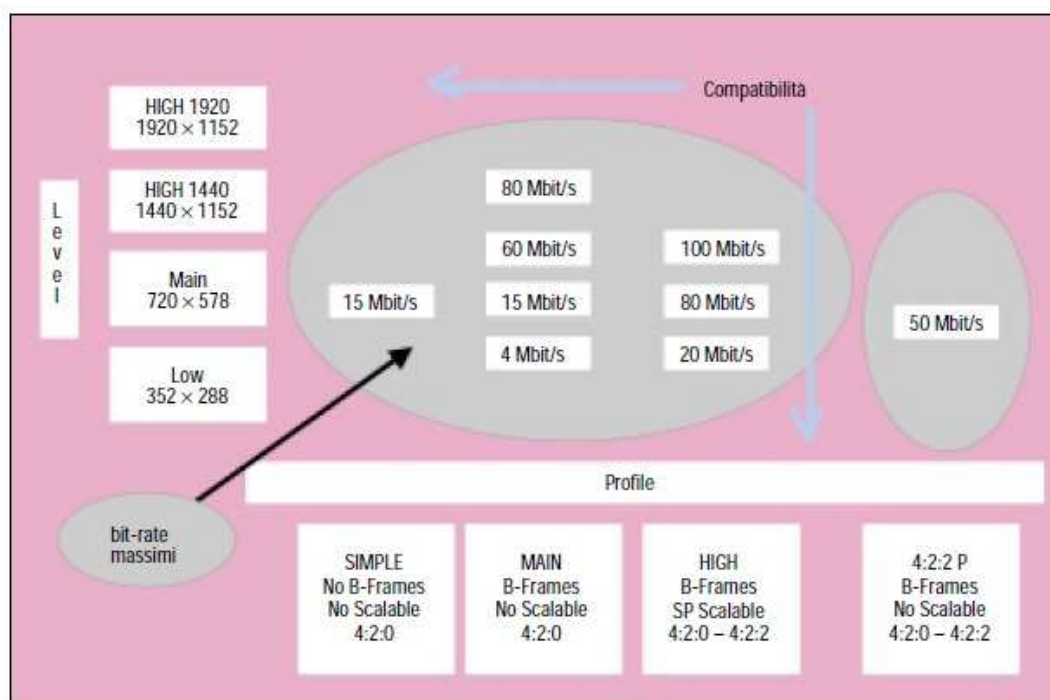 Compatibilità
HIGH 1920
1920 × 1152
HIGH 1440
1440 × 1152
Main
720 × 578
Low
352 × 288
Level
80 Mbit/s
60 Mbit/s
100 Mbit/s
15 Mbit/s
15 Mbit/s
80 Mbit/s
50 Mbit/s
4 Mbit/s
20 Mbit/s
Profile
bit-rate
massimi
SIMPLE
No B-Frames
No Scalable
4:2:0
MAIN
B-Frames
No Scalable
4:2:0
HIGH
B-Frames
SP Scalable
4:2:0 – 4:2:2
4:2:2 P
B-Frames
No Scalable
4:2:0 – 4:2:2